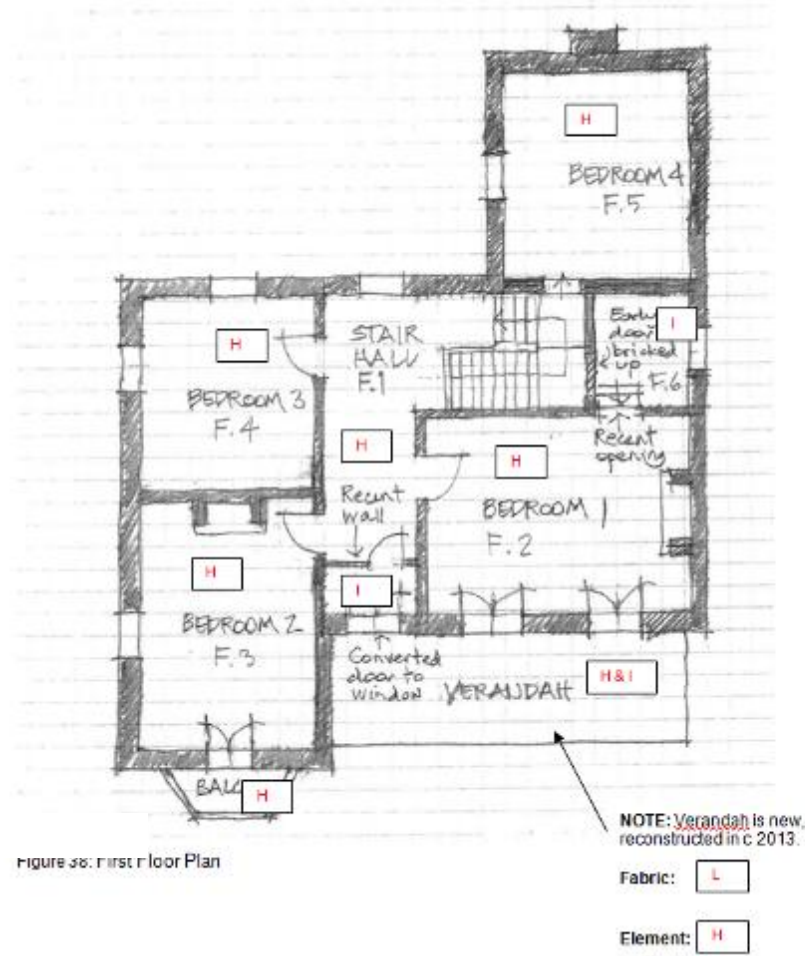 H
BEDROOM 4
F.5
STAIR
HALL
F.1
Early
door
bricked
up
I
F.6
H
BEDROOM 3
F.4
H
Recent
opening
H
Recent
wall
BEDROOM 1
F.2
H
I
BEDROOM 2
F.3
Converted
door to
window
VERANDAH
H & I
BALC
H
NOTE: Verandah is new,
reconstructed in c 2013.
Figure 38: First Floor Plan
Fabric: L
Element: H